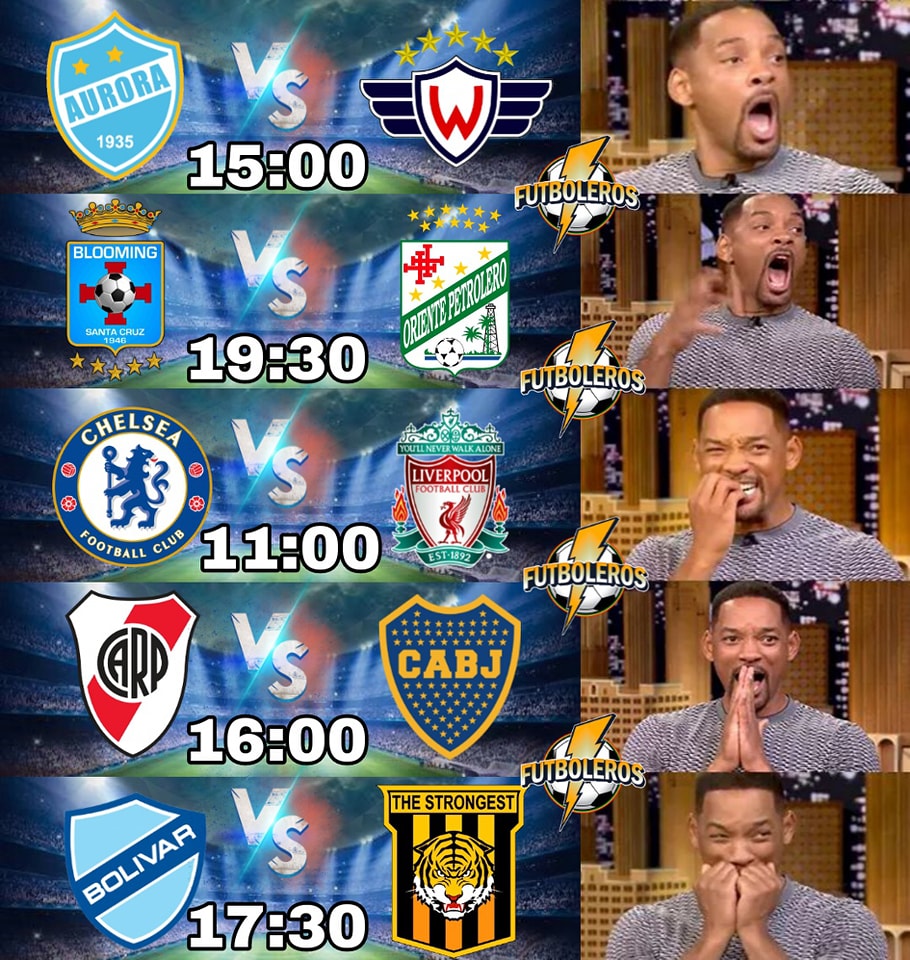 AURORA
1935
VS
W
15:00
FUTBOLEROS
BLOOMING
SANTA CRUZ
1946
VS
ORIENTE PETROLERO
19:30
FUTBOLEROS
CHELSEA
FOOTBALL CLUB
VS
YOU'LL NEVER WALK ALONE
LIVERPOOL
FOOTBALL CLUB
EST·1892
11:00
FUTBOLEROS
CARP
VS
CABJ
16:00
FUTBOLEROS
BOLIVAR
VS
THE STRONGEST
17:30